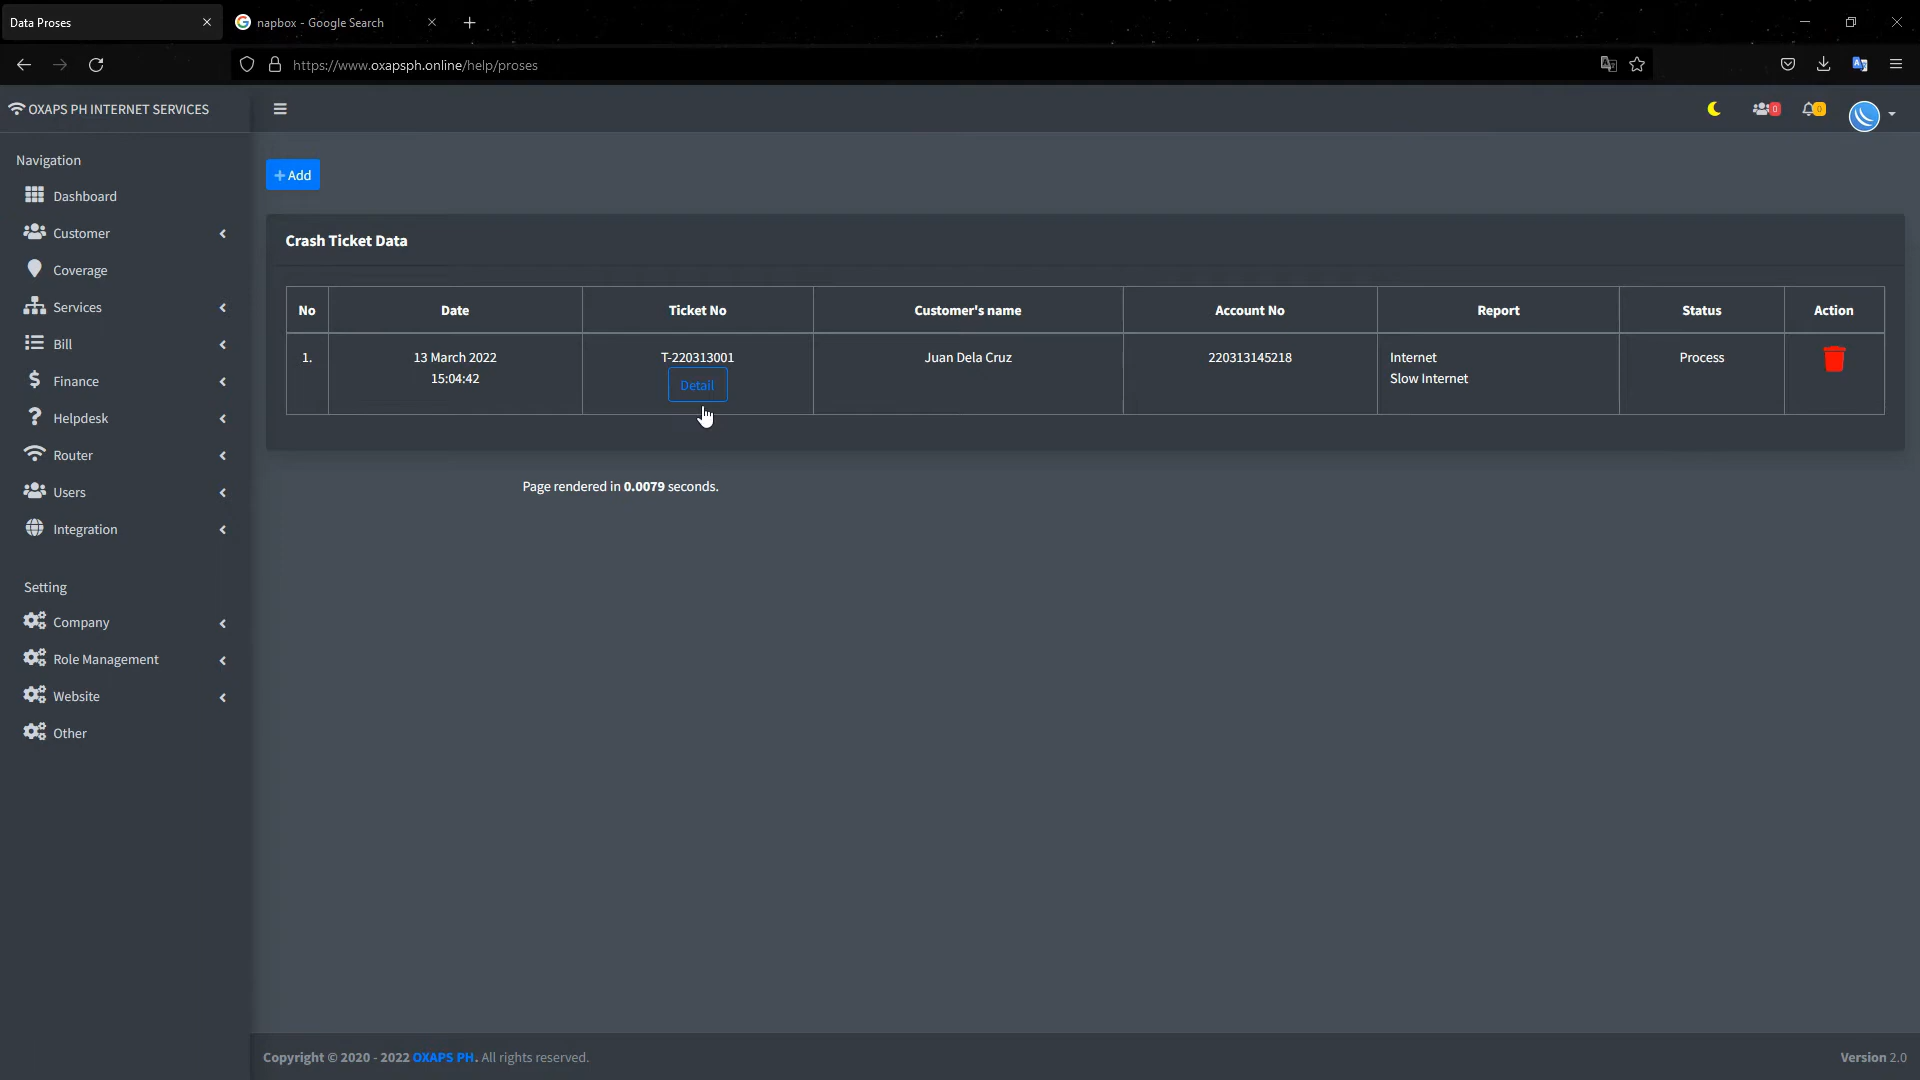 Data Proses
napbox - Google Search
https://www.oxapsph.online/help/proses
OXAPS PH INTERNET SERVICES
0
0
Navigation
Dashboard
Customer
Coverage
Services
Bill
Finance
Helpdesk
Router
Users
Integration
Setting
Company
Role Management
Website
Other
+ Add
Crash Ticket Data
No Date Ticket No Customer's name Account No Report Status Action
1. 13 March 2022 T-220313001 Juan Dela Cruz 220313145218 Internet Process
15:04:42 Detail Slow Internet
Page rendered in 0.0079 seconds.
Copyright © 2020 - 2022 OXAPS PH. All rights reserved.
Version 2.0